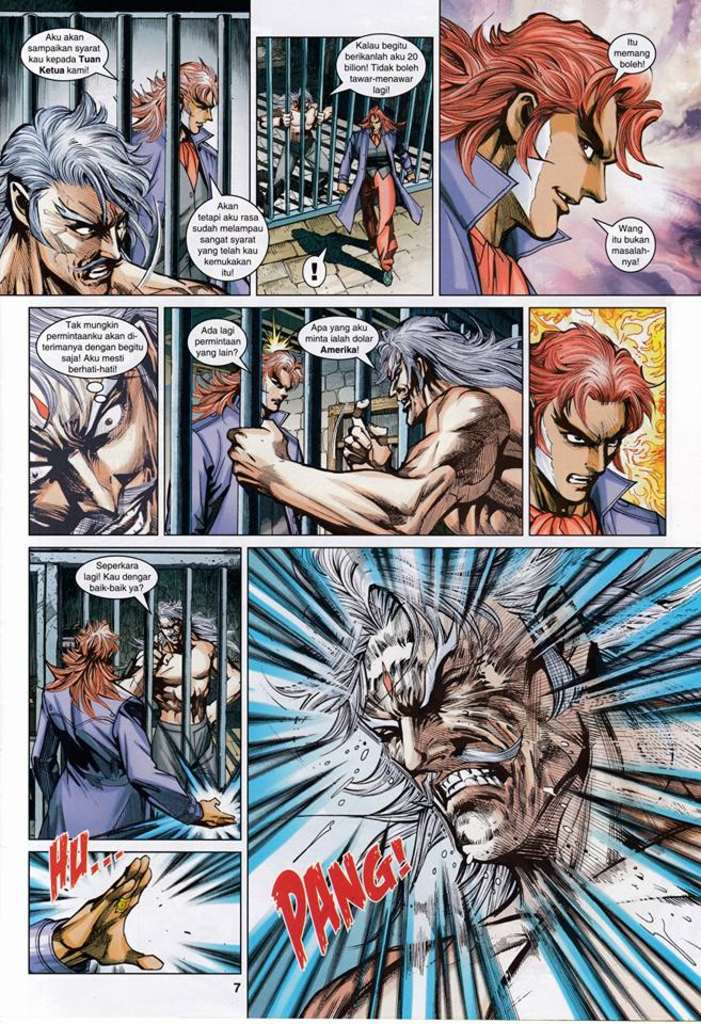 Aku akan
sampaikan syarat
kau kepada Tuan
Ketua kami!
Akan
tetapi aku rasa
sudah melampau
sangat syarat
yang telah kau
kemukakan
itu!
Kalau begitu
berikanlah aku 20
bilion! Tidak boleh
tawar-menawar
lagi!
!
Itu
memang
boleh!
Wang
itu bukan
masalah-
nya!
Tak mungkin
permintaanku akan di-
terimanya dengan begitu
saja! Aku mesti
berhati-hati!
Ada lagi
permintaan
yang lain?
Apa yang aku
minta ialah dolar
Amerika!
Seperkara
lagi! Kau dengar
baik-baik ya?
HU...
PANG!
7